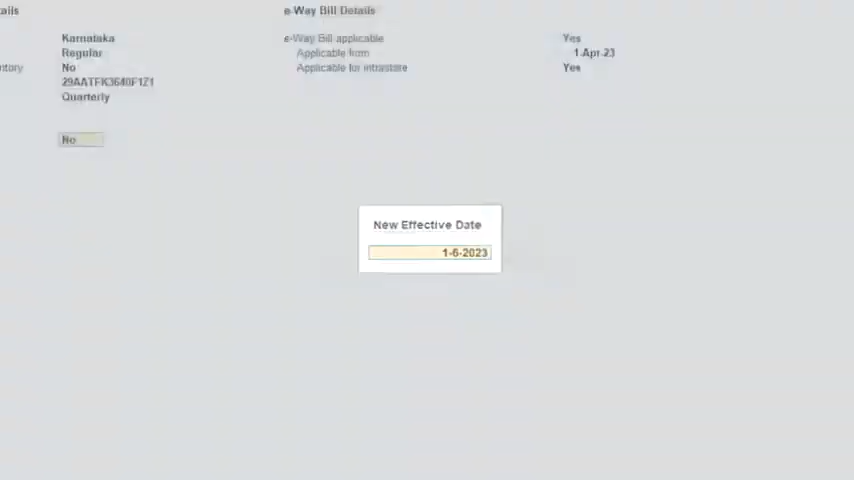 ails
e-Way Bill Details
Karnataka
e-Way Bill applicable
Yes
Regular
Applicable from
1-Apr-23
ntory
No
Applicable for intrastate
Yes
29AATFK3640F1Z1
Quarterly
No
New Effective Date
1-6-2023